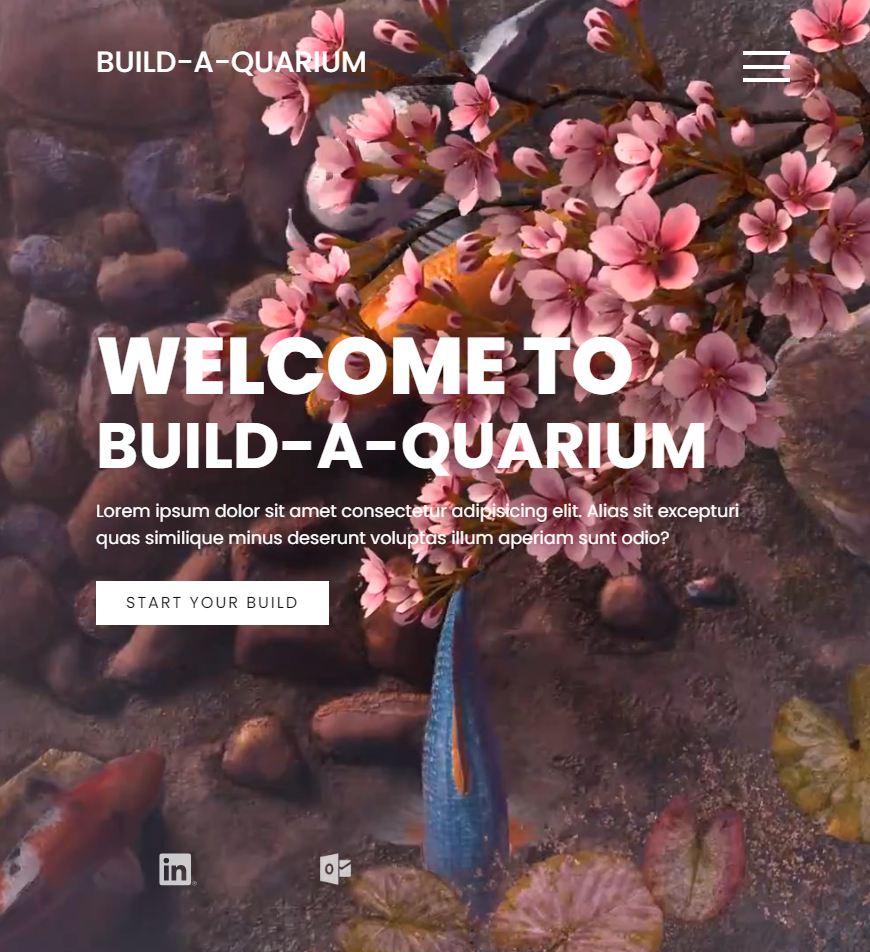 BUILD-A-QUARIUM
WELCOME TO
BUILD-A-QUARIUM
Lorem ipsum dolor sit amet consectetur adipisicing elit. Alias sit excepturi
quas similique minus deserunt voluptas illum aperiam sunt odio?
START YOUR BUILD
in
O